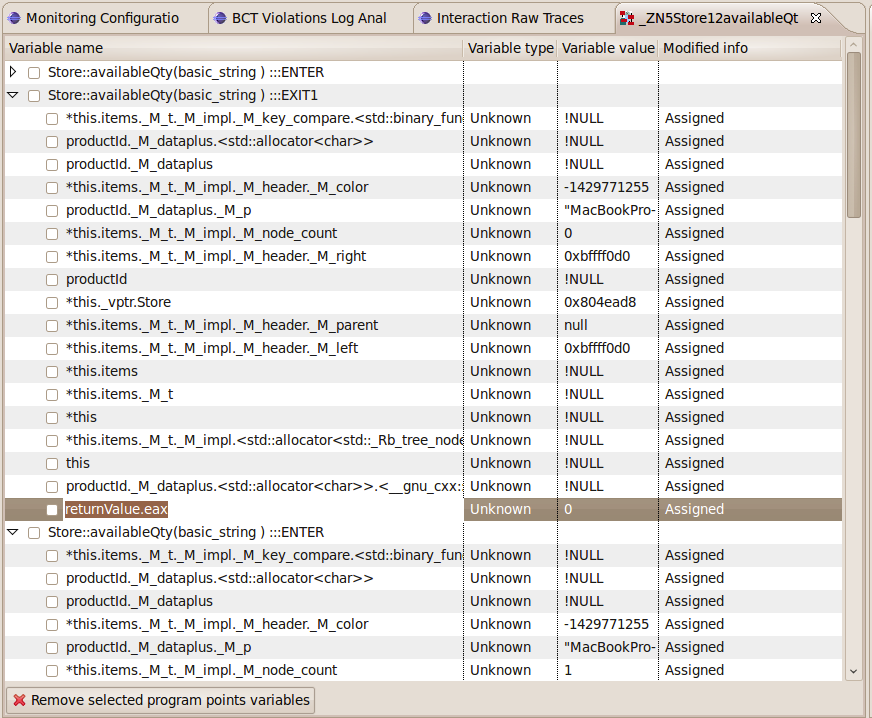 Monitoring Configuratio BCT Violations Log Anal Interaction Raw Traces _ZN5Store12availableQt
Variable name Variable type Variable value Modified info
Store::availableQty(basic_string ) :::ENTER
Store::availableQty(basic_string ) :::EXIT1
*this.items._M_t._M_impl._M_key_compare.<std::binary_fun Unknown !NULL Assigned
productId._M_dataplus.<std::allocator<char>> Unknown !NULL Assigned
productId._M_dataplus Unknown !NULL Assigned
*this.items._M_t._M_impl._M_header._M_color Unknown -1429771255 Assigned
productId._M_dataplus._M_p Unknown "MacBookPro- Assigned
*this.items._M_t._M_impl._M_node_count Unknown 0 Assigned
*this.items._M_t._M_impl._M_header._M_right Unknown 0xbffff0d0 Assigned
productId Unknown !NULL Assigned
*this._vptr.Store Unknown 0x804ead8 Assigned
*this.items._M_t._M_impl._M_header._M_parent Unknown null Assigned
*this.items._M_t._M_impl._M_header._M_left Unknown 0xbffff0d0 Assigned
*this.items Unknown !NULL Assigned
*this.items._M_t Unknown !NULL Assigned
*this Unknown !NULL Assigned
*this.items._M_t._M_impl.<std::allocator<std::_Rb_tree_node Unknown !NULL Assigned
this Unknown !NULL Assigned
productId._M_dataplus.<std::allocator<char>>.<__gnu_cxx:: Unknown !NULL Assigned
returnValue.eax Unknown 0 Assigned
Store::availableQty(basic_string ) :::ENTER
*this.items._M_t._M_impl._M_key_compare.<std::binary_fun Unknown !NULL Assigned
productId._M_dataplus.<std::allocator<char>> Unknown !NULL Assigned
productId._M_dataplus Unknown !NULL Assigned
*this.items._M_t._M_impl._M_header._M_color Unknown -1429771255 Assigned
productId._M_dataplus._M_p Unknown "MacBookPro- Assigned
*this.items._M_t._M_impl._M_node_count Unknown 1 Assigned
Remove selected program points variables